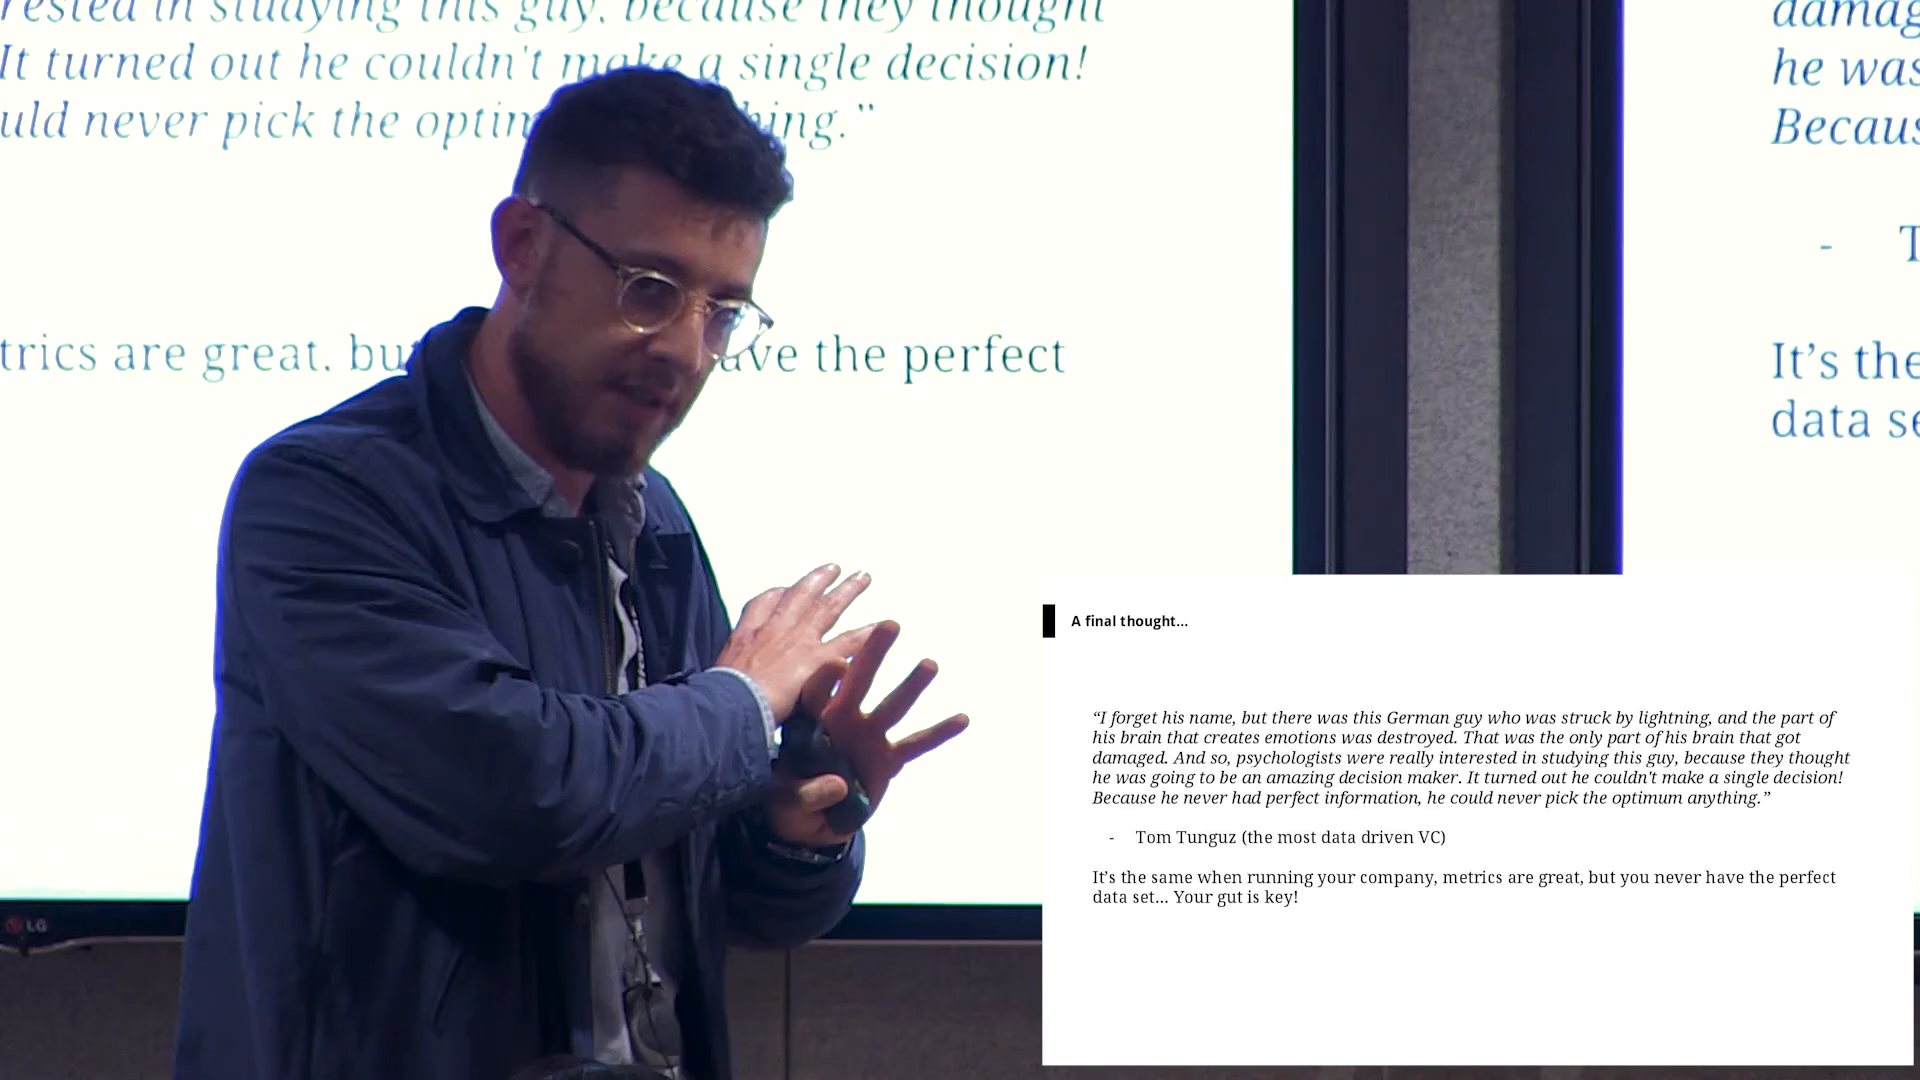 rested in studying this guy, because they thought
It turned out he couldn't make a single decision!
uld never pick the optim
hing.”
trics are great, but
ave the perfect
damag
he was
Becaus
- T
It’s the
data se
LG
A final thought...
“I forget his name, but there was this German guy who was struck by lightning, and the part of
his brain that creates emotions was destroyed. That was the only part of his brain that got
damaged. And so, psychologists were really interested in studying this guy, because they thought
he was going to be an amazing decision maker. It turned out he couldn't make a single decision!
Because he never had perfect information, he could never pick the optimum anything.”
- Tom Tunguz (the most data driven VC)
It’s the same when running your company, metrics are great, but you never have the perfect
data set... Your gut is key!